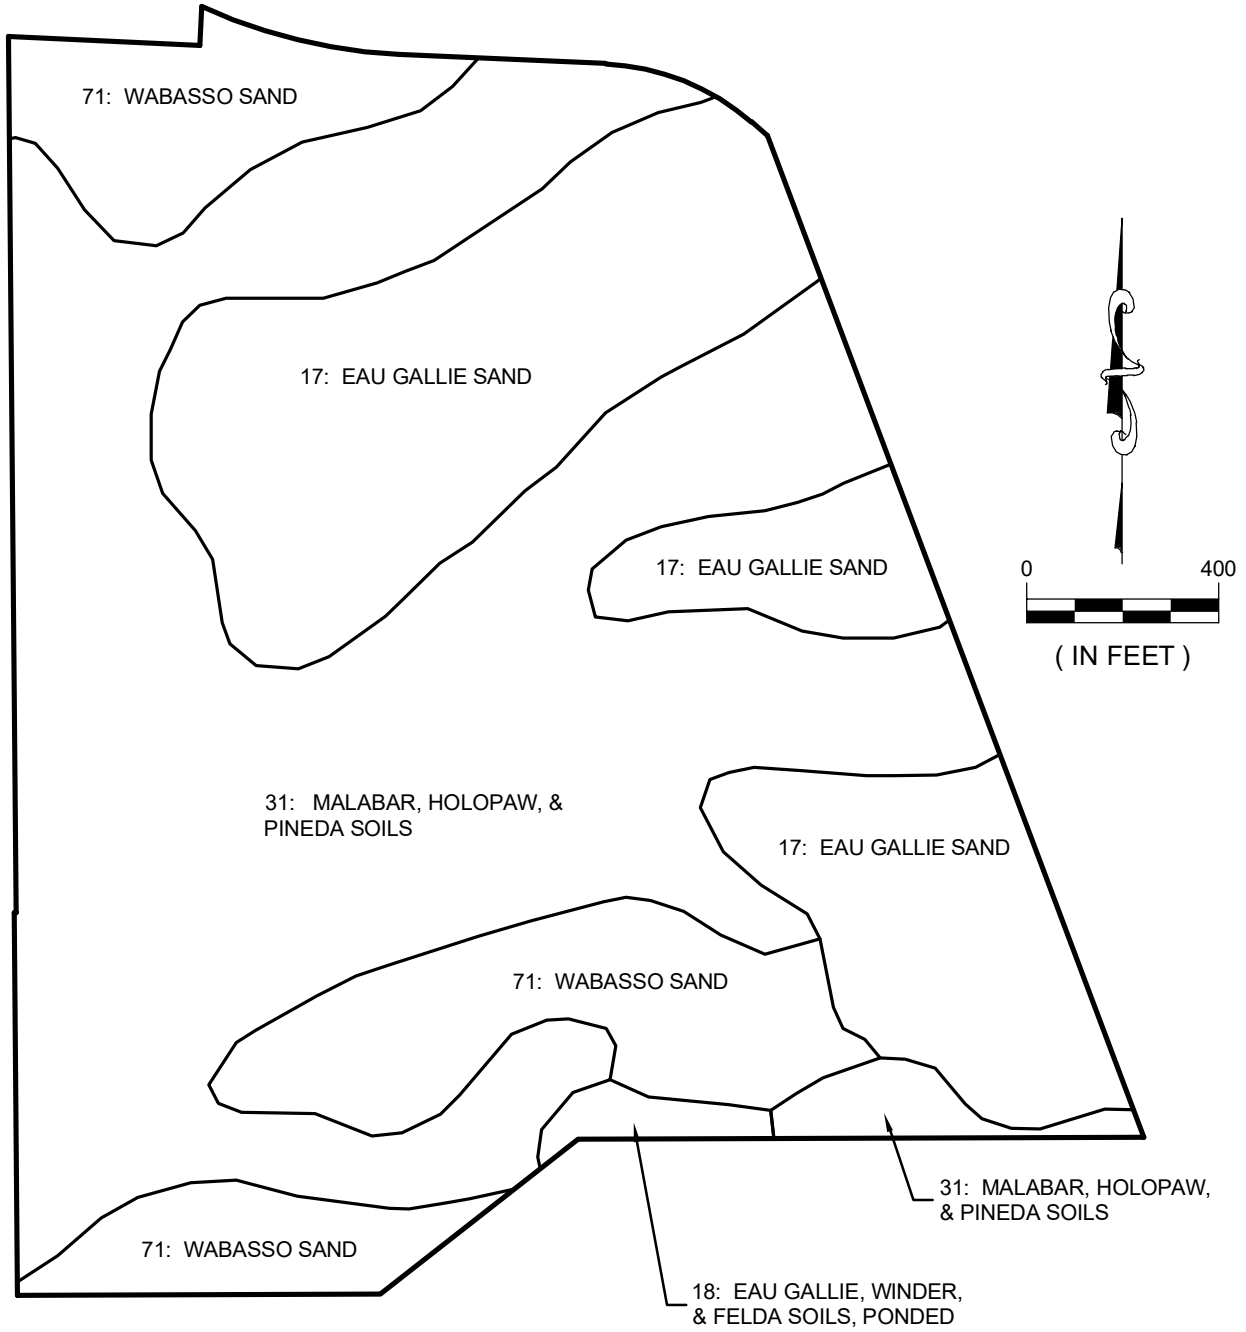 71: WABASSO SAND
17: EAU GALLIE SAND
17: EAU GALLIE SAND
0 400
( IN FEET )
31: MALABAR, HOLOPAW, &
PINEDA SOILS
17: EAU GALLIE SAND
71: WABASSO SAND
31: MALABAR, HOLOPAW,
& PINEDA SOILS
71: WABASSO SAND
18: EAU GALLIE, WINDER,
& FELDA SOILS, PONDED